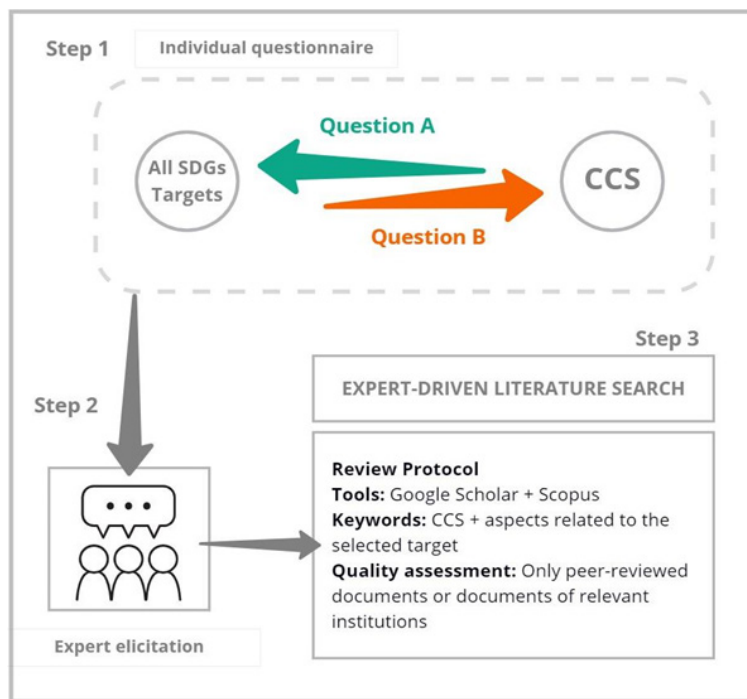 Step 1
Individual questionnaire
Question A
All SDGs
Targets
CCS
Question B
Step 2
Expert elicitation
Step 3
EXPERT-DRIVEN LITERATURE SEARCH
Review Protocol
Tools: Google Scholar + Scopus
Keywords: CCS + aspects related to the
selected target
Quality assessment: Only peer-reviewed
documents or documents of relevant
institutions